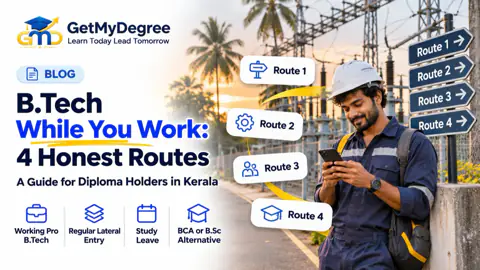 GMD
GetMyDegree
Learn Today Lead Tomorrow
BLOG
B.Tech
While You Work:
4 Honest Routes
A Guide for Diploma Holders in Kerala
Working Pro
B.Tech
Regular Lateral
Entry
Study
Leave
BCA or B.Sc
Alternative
Route 1
Route 2
Route 3
Route 4
Route 1
Route 2
Route 3
Route 4